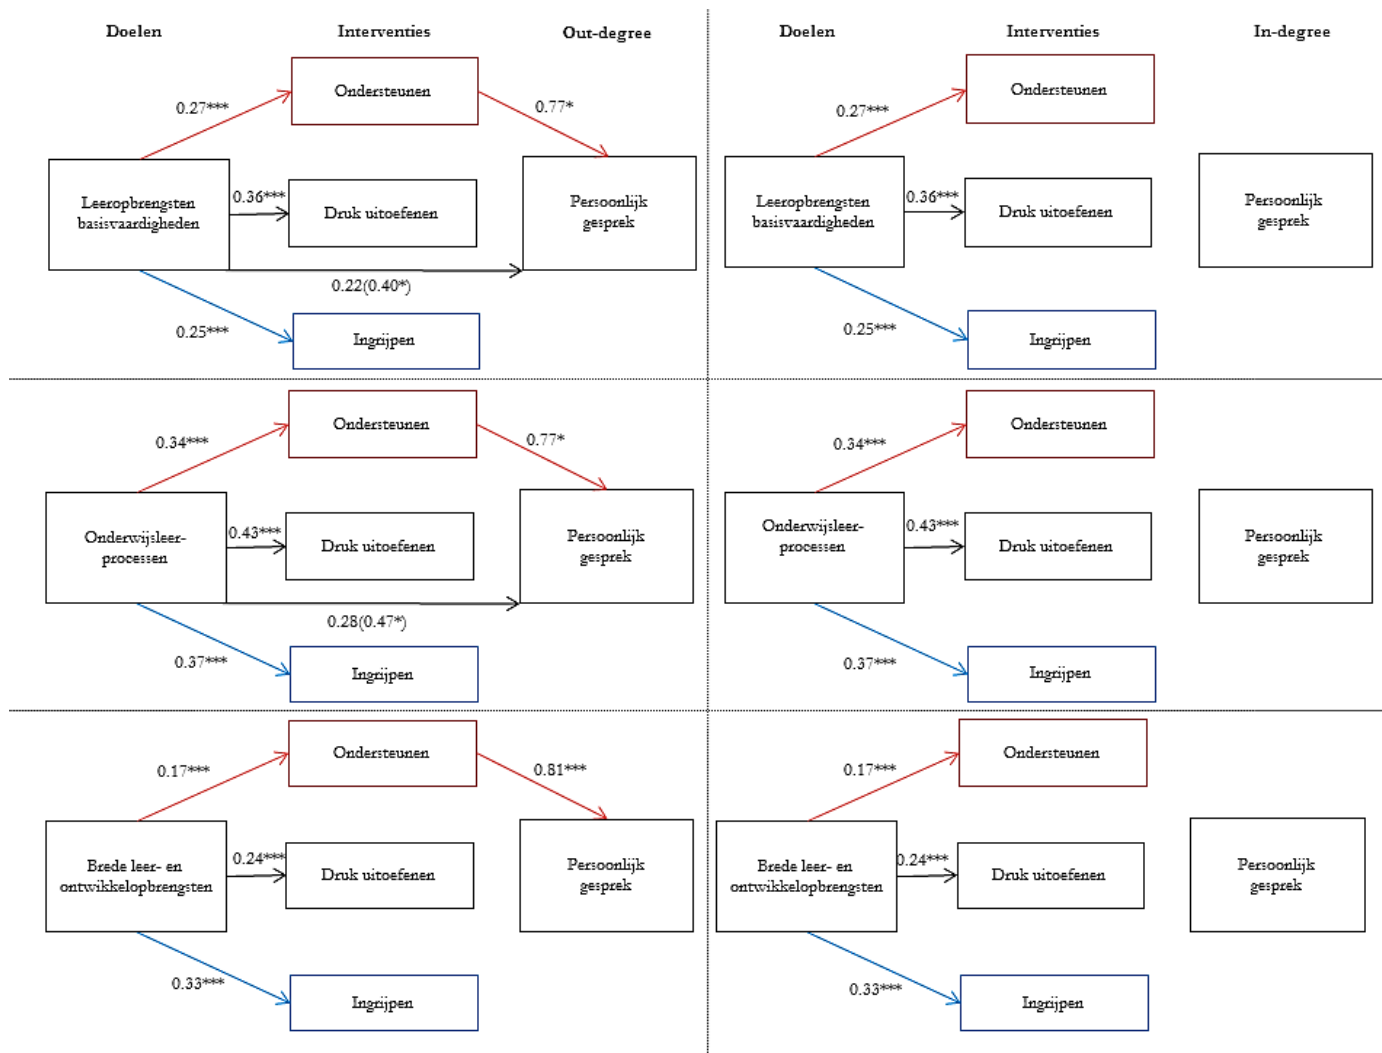 Doelen
Interventies
Out-degree
Doelen
Interventies
In-degree
Ondersteunen
0.27***
0.77*
Leeropbrengsten
basisvaardigheden
0.36***
Druk uitoefenen
Persoonlijk
gesprek
0.22(0.40*)
0.25***
Ingrijpen
Ondersteunen
0.27***
Leeropbrengsten
basisvaardigheden
0.36***
Druk uitoefenen
Persoonlijk
gesprek
0.25***
Ingrijpen
Ondersteunen
0.34***
0.77*
Onderwijsleer-
processen
0.43***
Druk uitoefenen
Persoonlijk
gesprek
0.28(0.47*)
0.37***
Ingrijpen
Ondersteunen
0.34***
Onderwijsleer-
processen
0.43***
Druk uitoefenen
Persoonlijk
gesprek
0.37***
Ingrijpen
Ondersteunen
0.17***
0.81***
Brede leer- en
ontwikkelopbrengsten
0.24***
Druk uitoefenen
Persoonlijk
gesprek
0.33***
Ingrijpen
Ondersteunen
0.17***
Brede leer- en
ontwikkelopbrengsten
0.24***
Druk uitoefenen
Persoonlijk
gesprek
0.33***
Ingrijpen